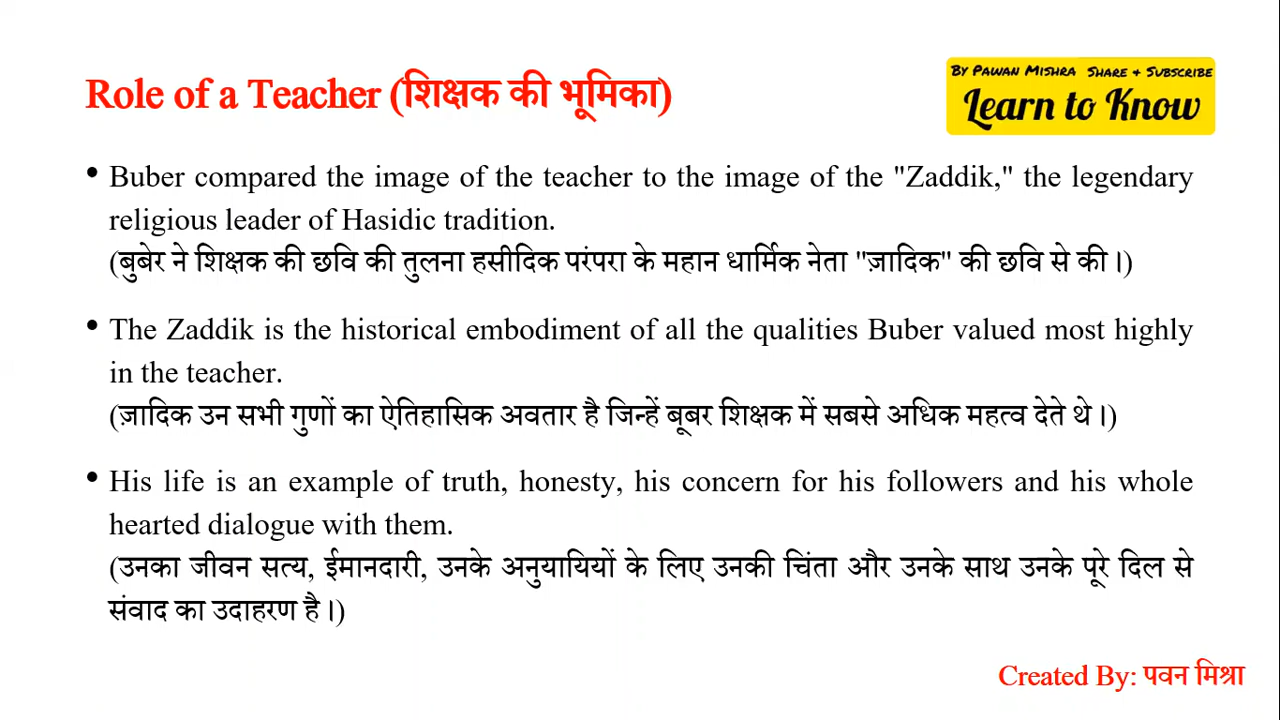 Role of a Teacher (शिक्षक की भूमिका)
BY PAWAN MISHRA SHARE & SUBSCRIBE
Learn to Know
• Buber compared the image of the teacher to the image of the "Zaddik," the legendary
religious leader of Hasidic tradition.
(बुबेर ने शिक्षक की छवि की तुलना हसीदिक परंपरा के महान धार्मिक नेता "ज़ादिक" की छवि से की।)
• The Zaddik is the historical embodiment of all the qualities Buber valued most highly
in the teacher.
(ज़ादिक उन सभी गुणों का ऐतिहासिक अवतार है जिन्हें बूबर शिक्षक में सबसे अधिक महत्व देते थे।)
• His life is an example of truth, honesty, his concern for his followers and his whole
hearted dialogue with them.
(उनका जीवन सत्य, ईमानदारी, उनके अनुयायियों के लिए उनकी चिंता और उनके साथ उनके पूरे दिल से
संवाद का उदाहरण है।)
Created By: पवन मिश्रा